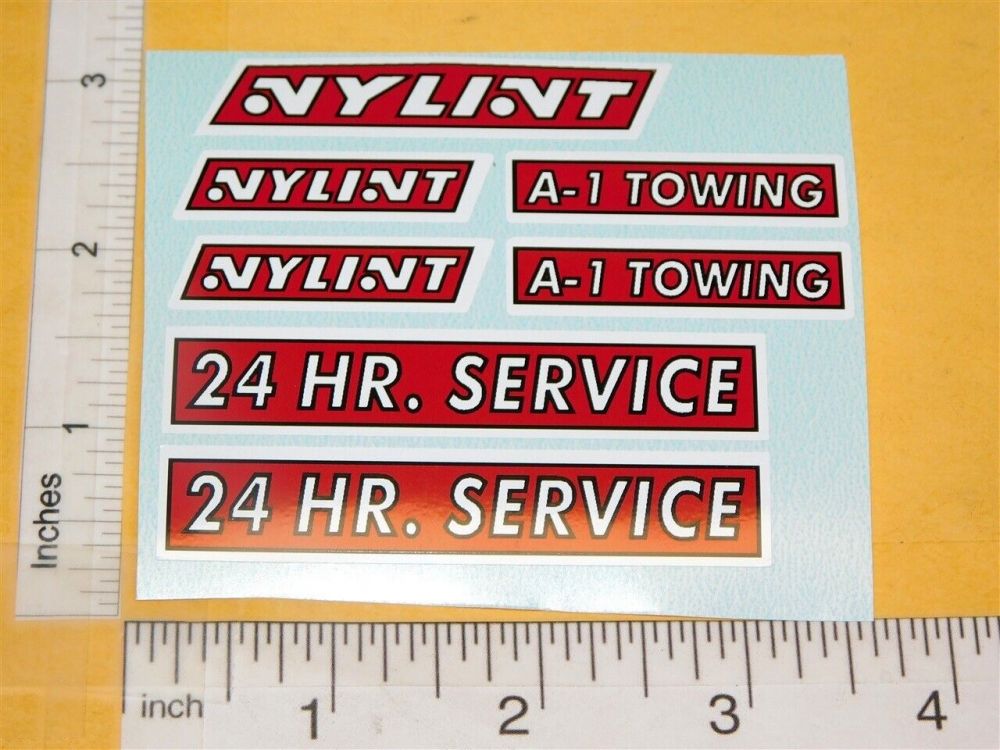 NYLINT
NYLINT
A-1 TOWING
NYLINT
A-1 TOWING
24 HR. SERVICE
24 HR. SERVICE
3
2
1
Inches
inch 1 2 3 4